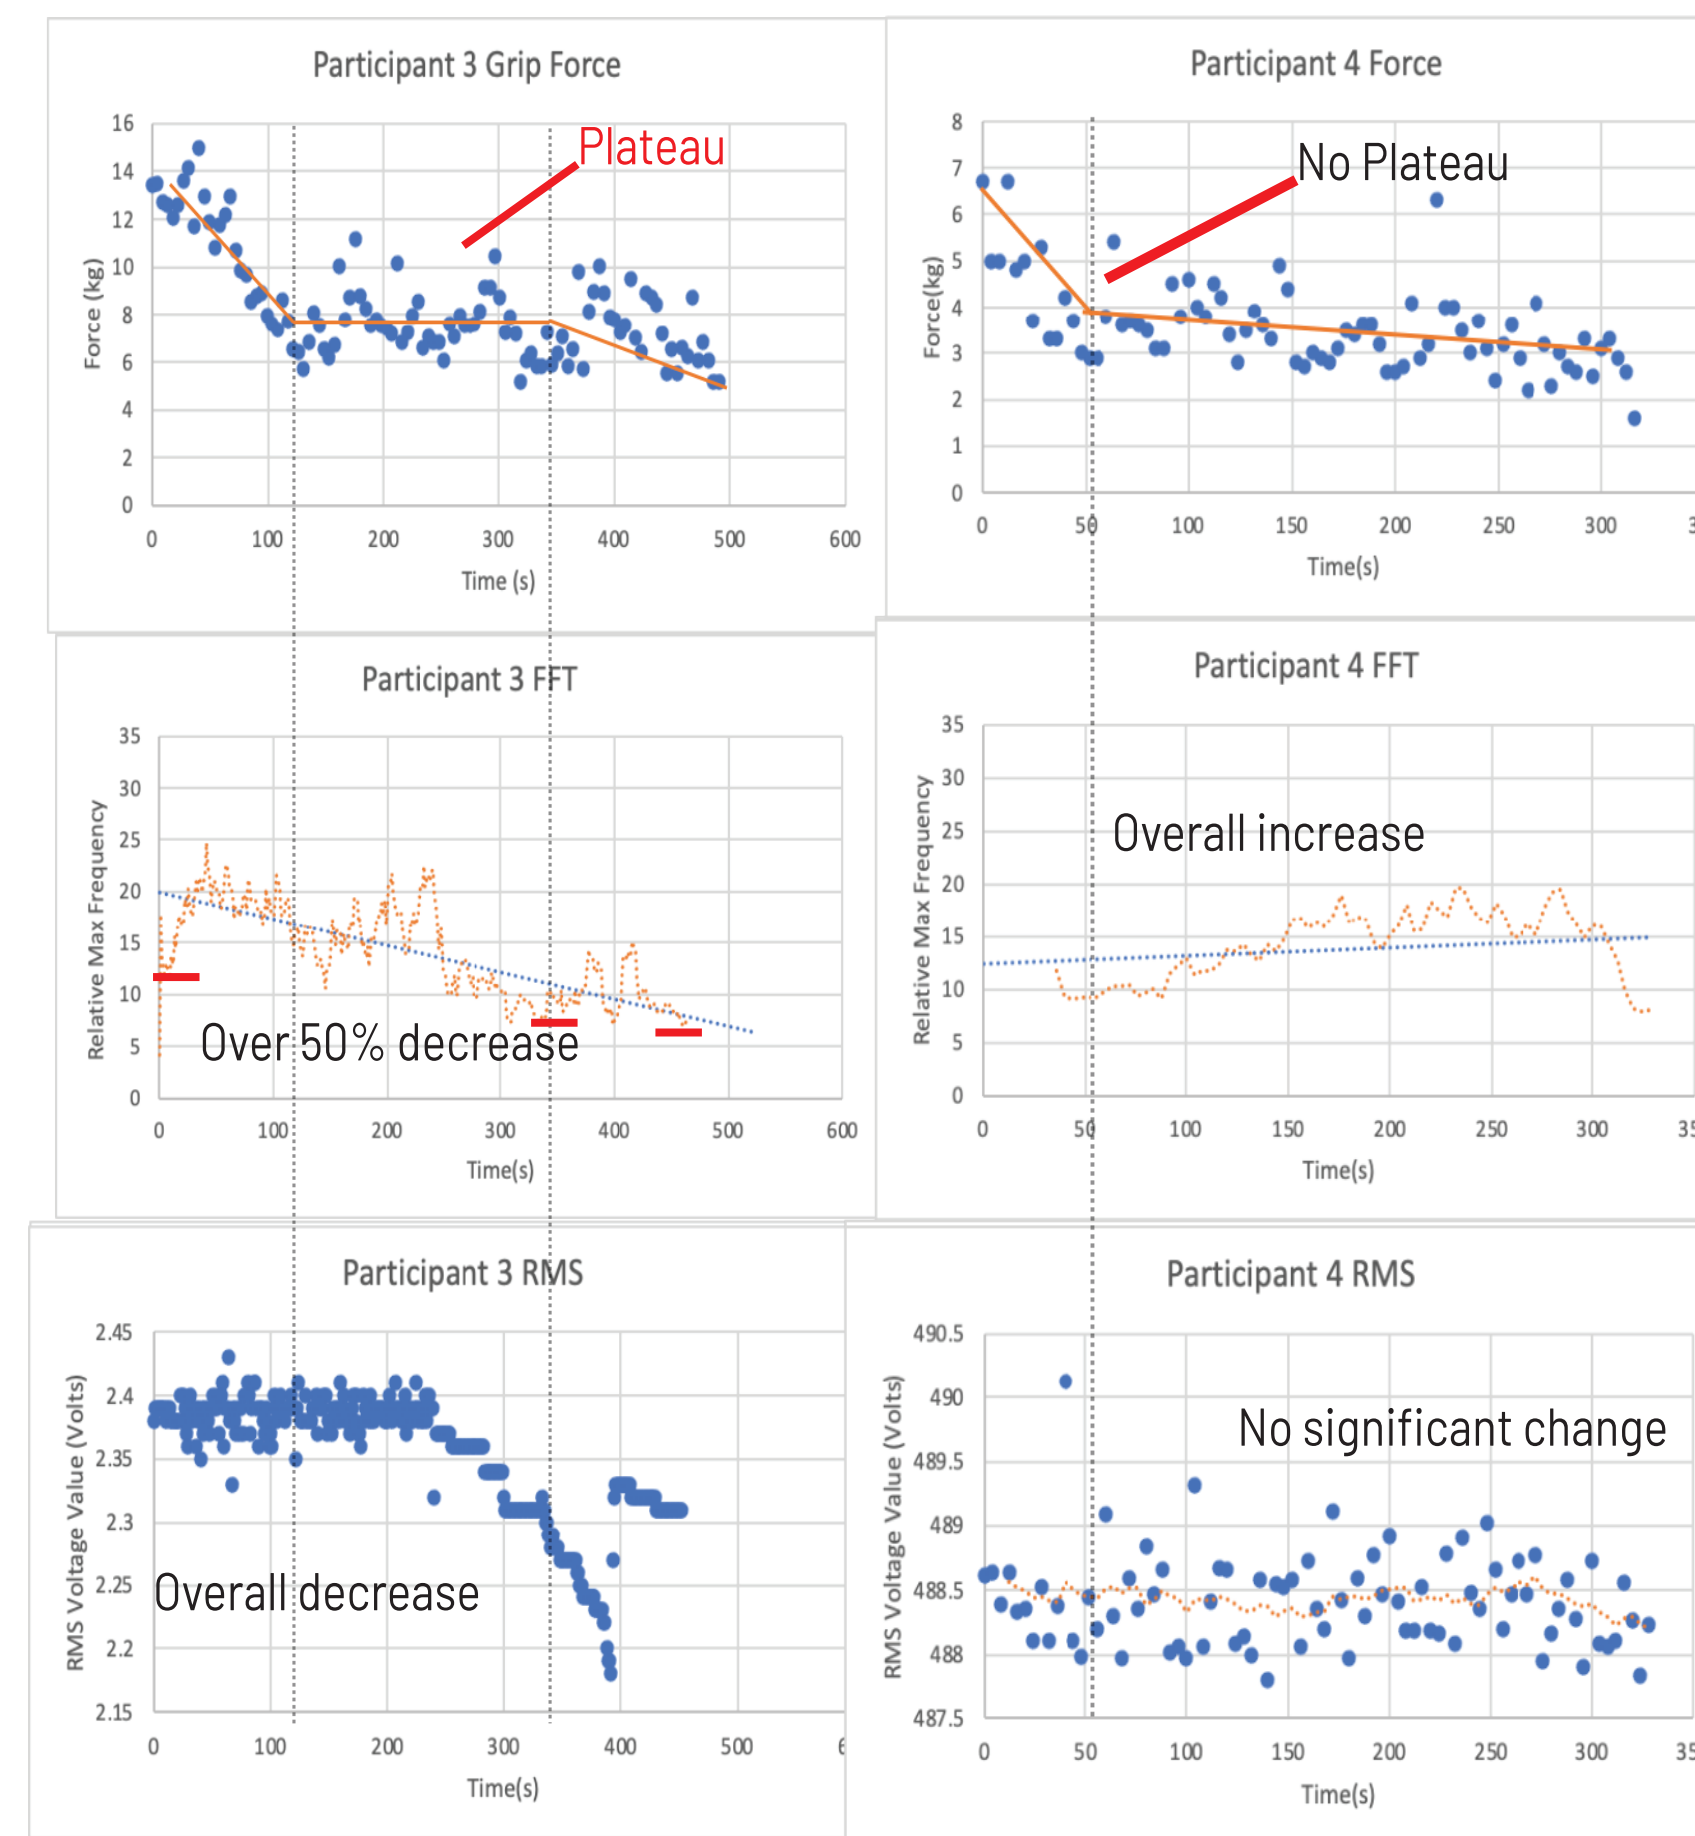 Participant 3 Grip Force
Plateau
Force (kg)
16
14
12
10
8
6
4
2
0
0 100 200 300 400 500 600
Time (s)
Participant 4 Force
No Plateau
Force(kg)
8
7
6
5
4
3
2
1
0
0 50 100 150 200 250 300
Time(s)
Participant 3 FFT
Relative Max Frequency
35
30
25
20
15
10
5
0
Over 50% decrease
0 100 200 300 400 500 600
Time(s)
Participant 4 FFT
Overall increase
Relative Max Frequency
35
30
25
20
15
10
5
0
0 50 100 150 200 250 300
Time(s)
Participant 3 RMS
RMS Voltage Value (Volts)
2.45
2.4
2.35
2.3
2.25
2.2
2.15
Overall decrease
0 100 200 300 400 500
Time(s)
Participant 4 RMS
No significant change
RMS Voltage Value (Volts)
490.5
490
489.5
489
488.5
488
487.5
0 50 100 150 200 250 300
Time(s)